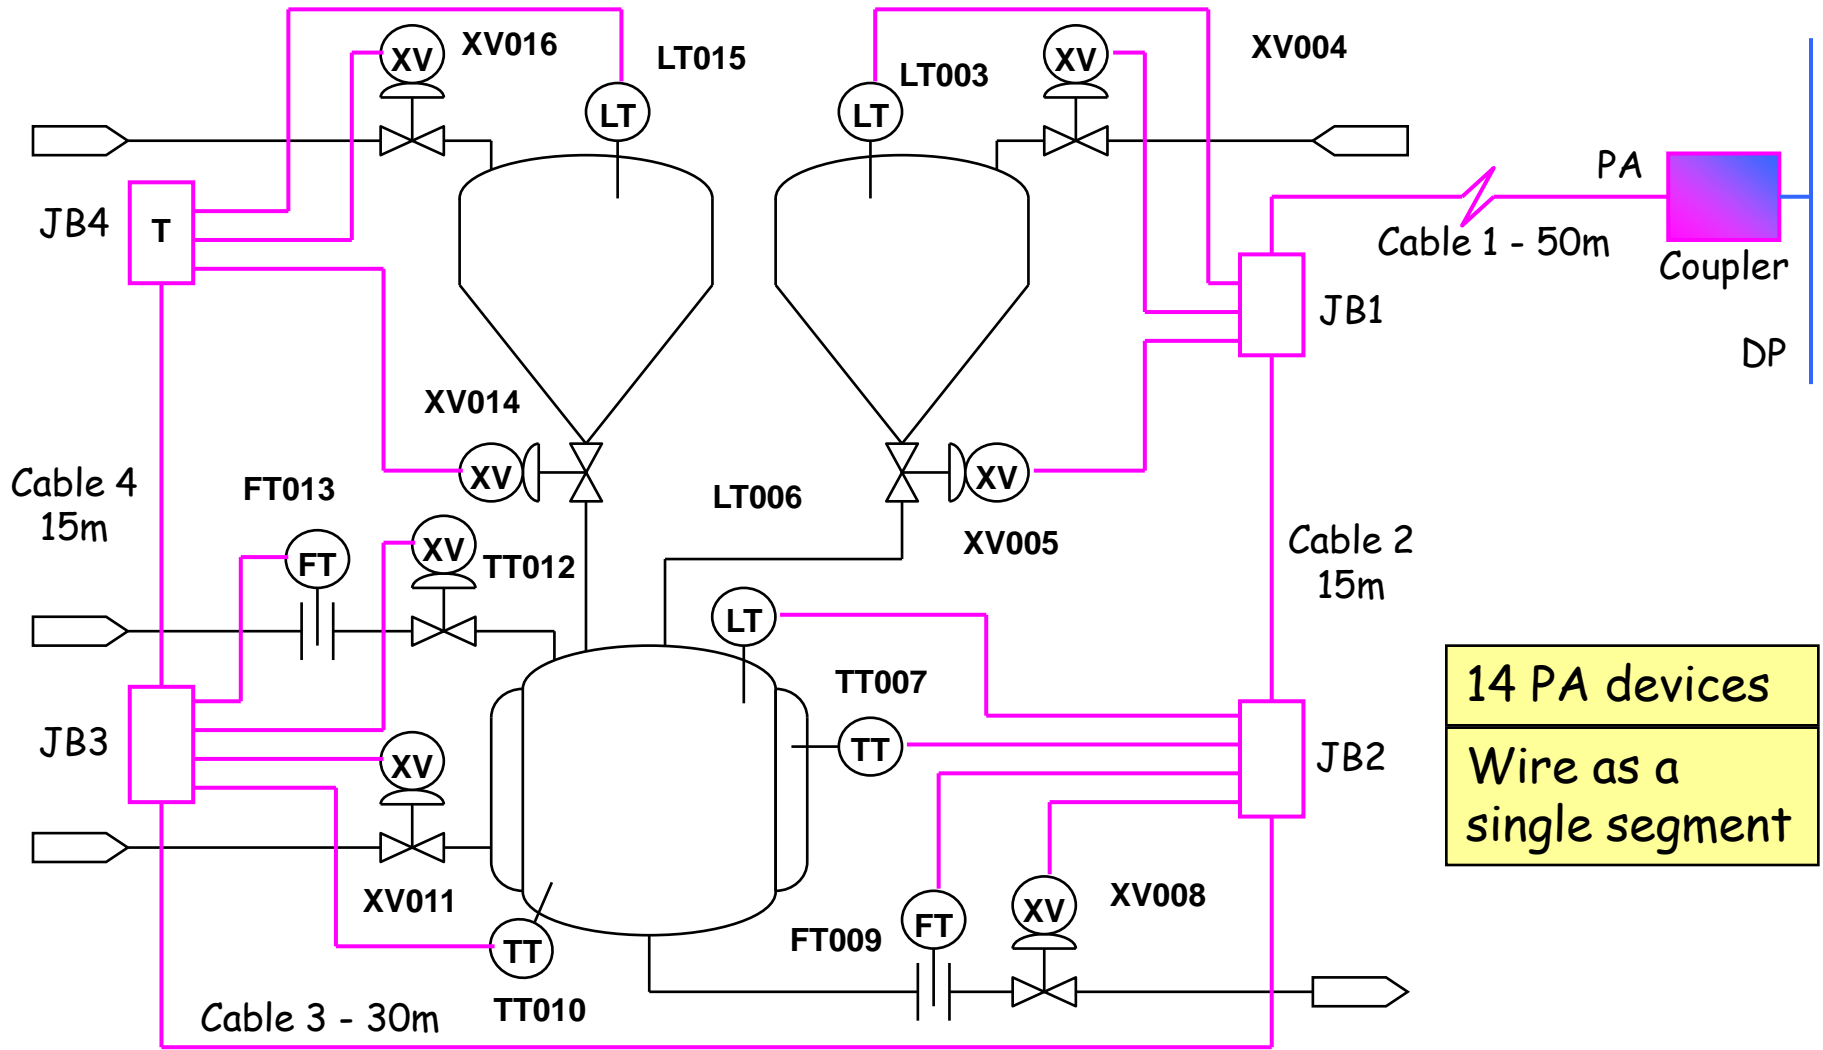 XV016
XV
LT015
LT
LT003
LT
XV
XV004
PA
Cable 1 - 50m
Coupler
DP
JB4
T
JB1
XV014
XV
XV
XV005
LT006
Cable 4
15m
FT013
FT
XV
TT012
Cable 2
15m
LT
TT007
TT
JB3
XV
XV011
JB2
14 PA devices
Wire as a
single segment
XV008
XV
FT009
FT
TT
TT010
Cable 3 - 30m